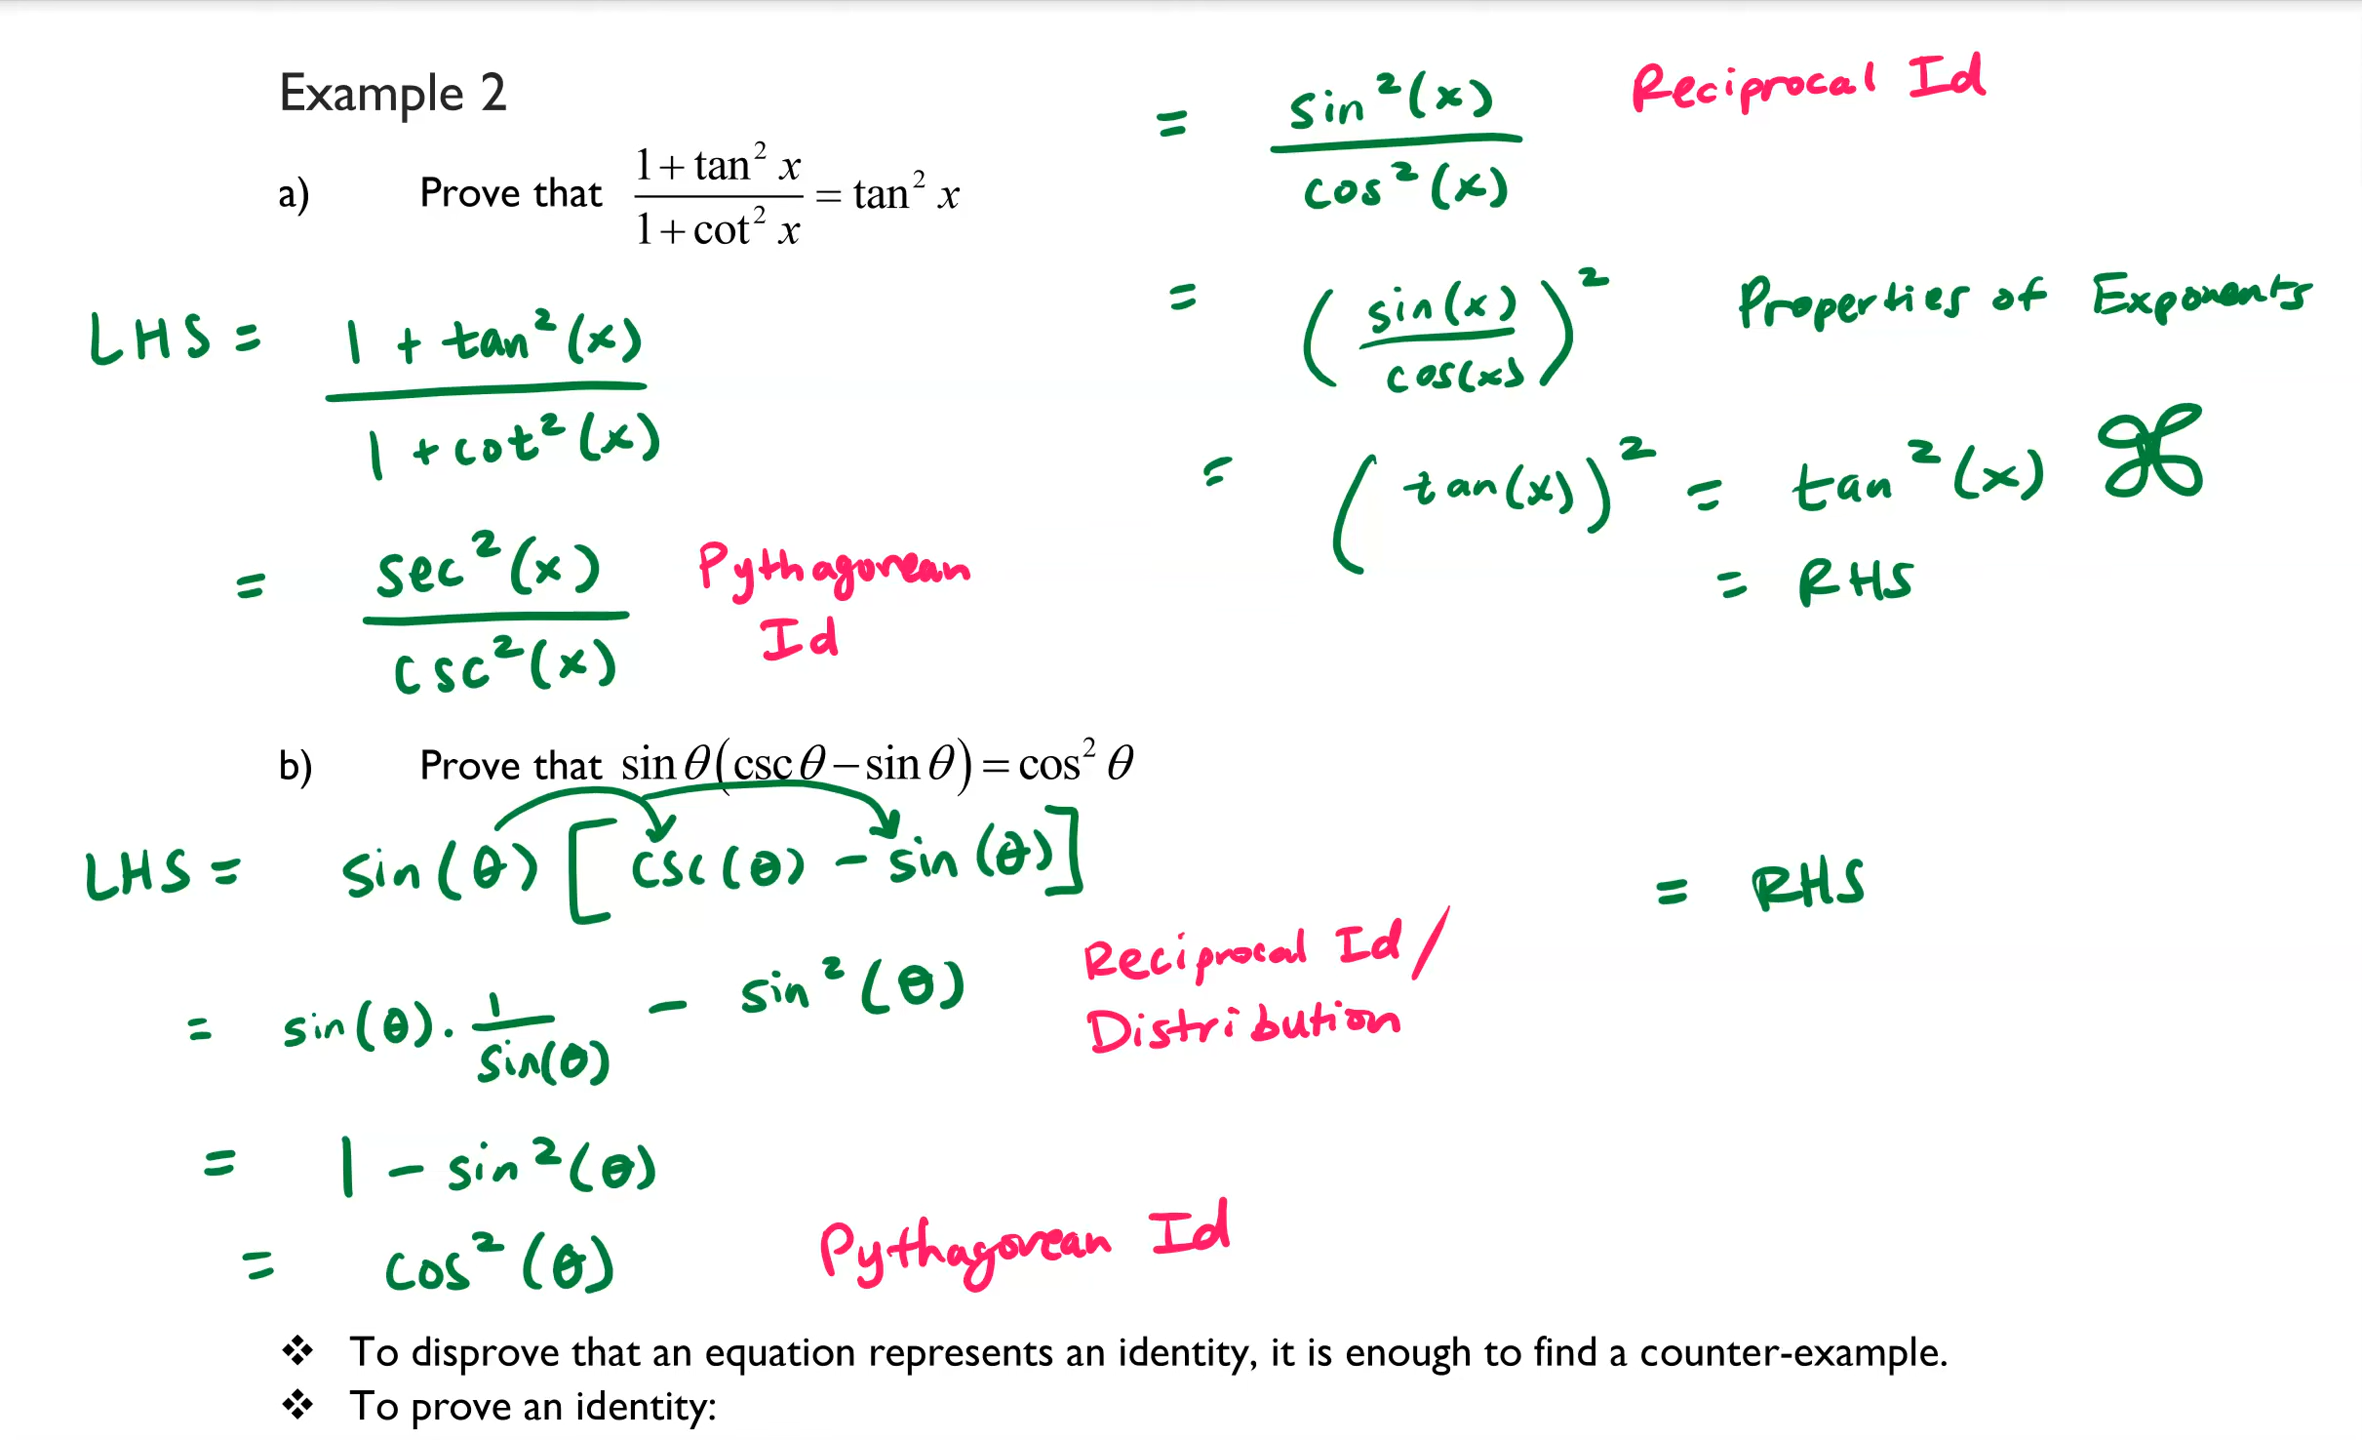 Example 2
a) Prove that (1 + tan² x)/(1 + cot² x) = tan² x
LHS = (1 + tan²(x))/(1 + cot²(x))
= sec²(x)/csc²(x) Pythagorean Id
= sin²(x)/cos²(x) Reciprocal Id
= (sin(x)/cos(x))² Properties of Exponents
= (tan(x))² = tan²(x)
= RHS
b) Prove that sin θ(csc θ − sin θ) = cos² θ
LHS = sin(θ)[csc(θ) − sin(θ)]
= sin(θ) · 1/sin(θ) − sin²(θ) Reciprocal Id / Distribution
= 1 − sin²(θ)
= cos²(θ) Pythagorean Id
= RHS
❖ To disprove that an equation represents an identity, it is enough to find a counter-example.
❖ To prove an identity: